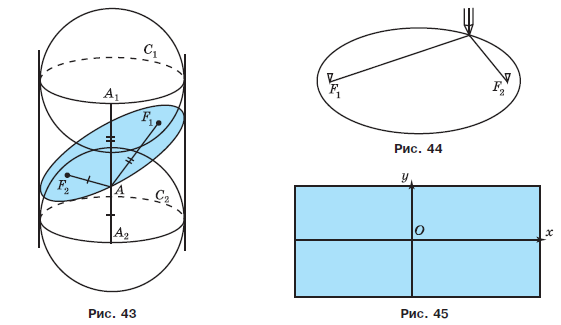 C₁
A₁
F₁
F₂
A
C₂
A₂
Рис. 43
F₁
F₂
Рис. 44
y
O
x
Рис. 45